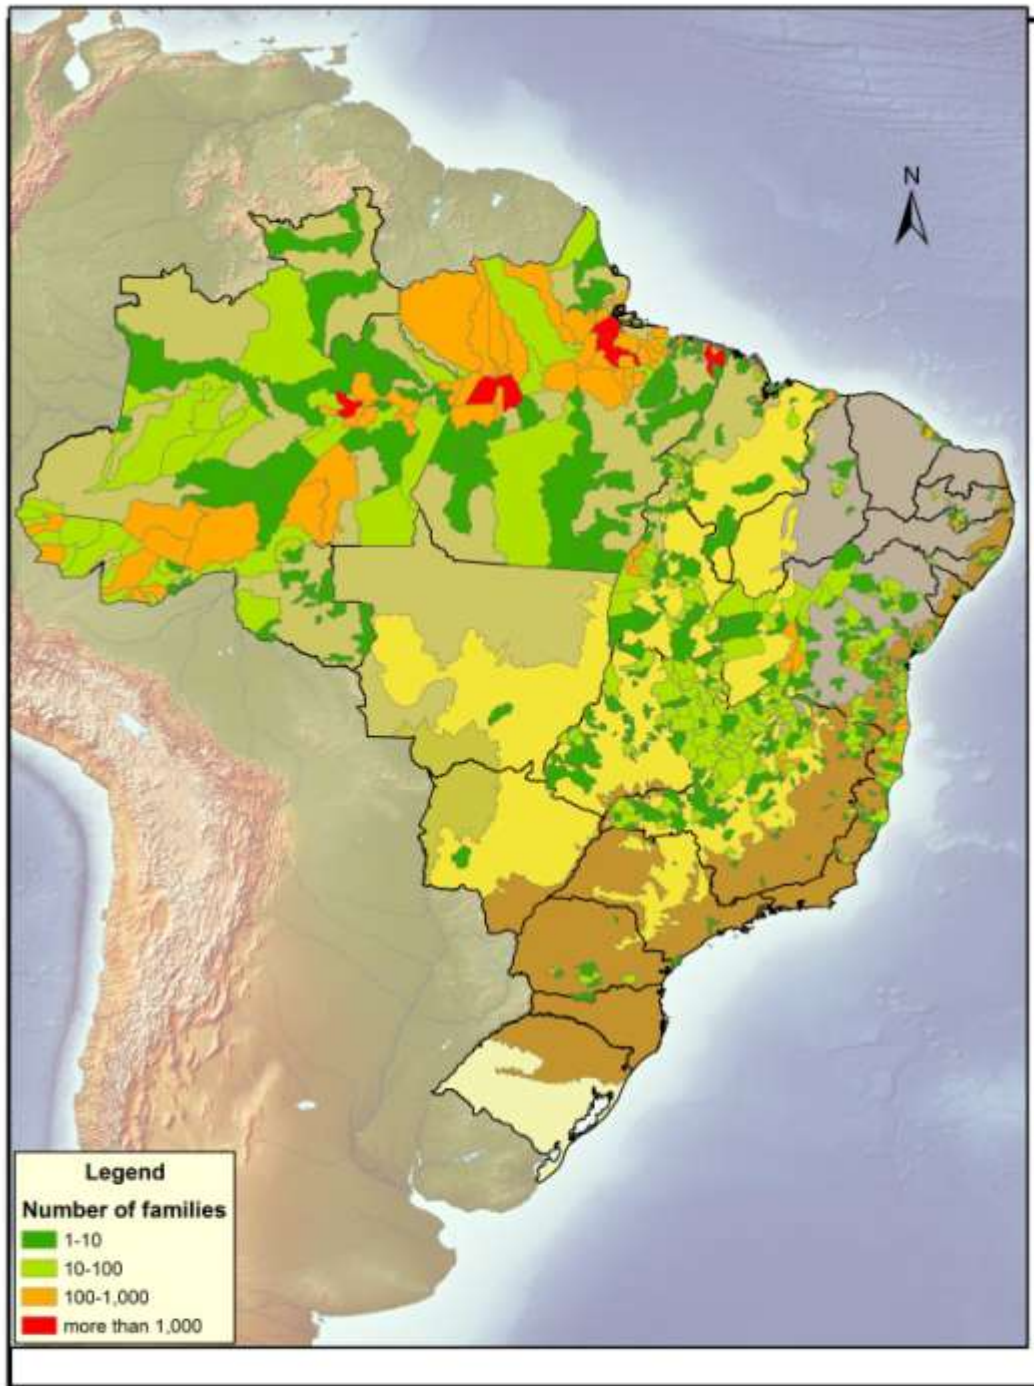 N
Legend
Number of families
1-10
10-100
100-1,000
more than 1,000